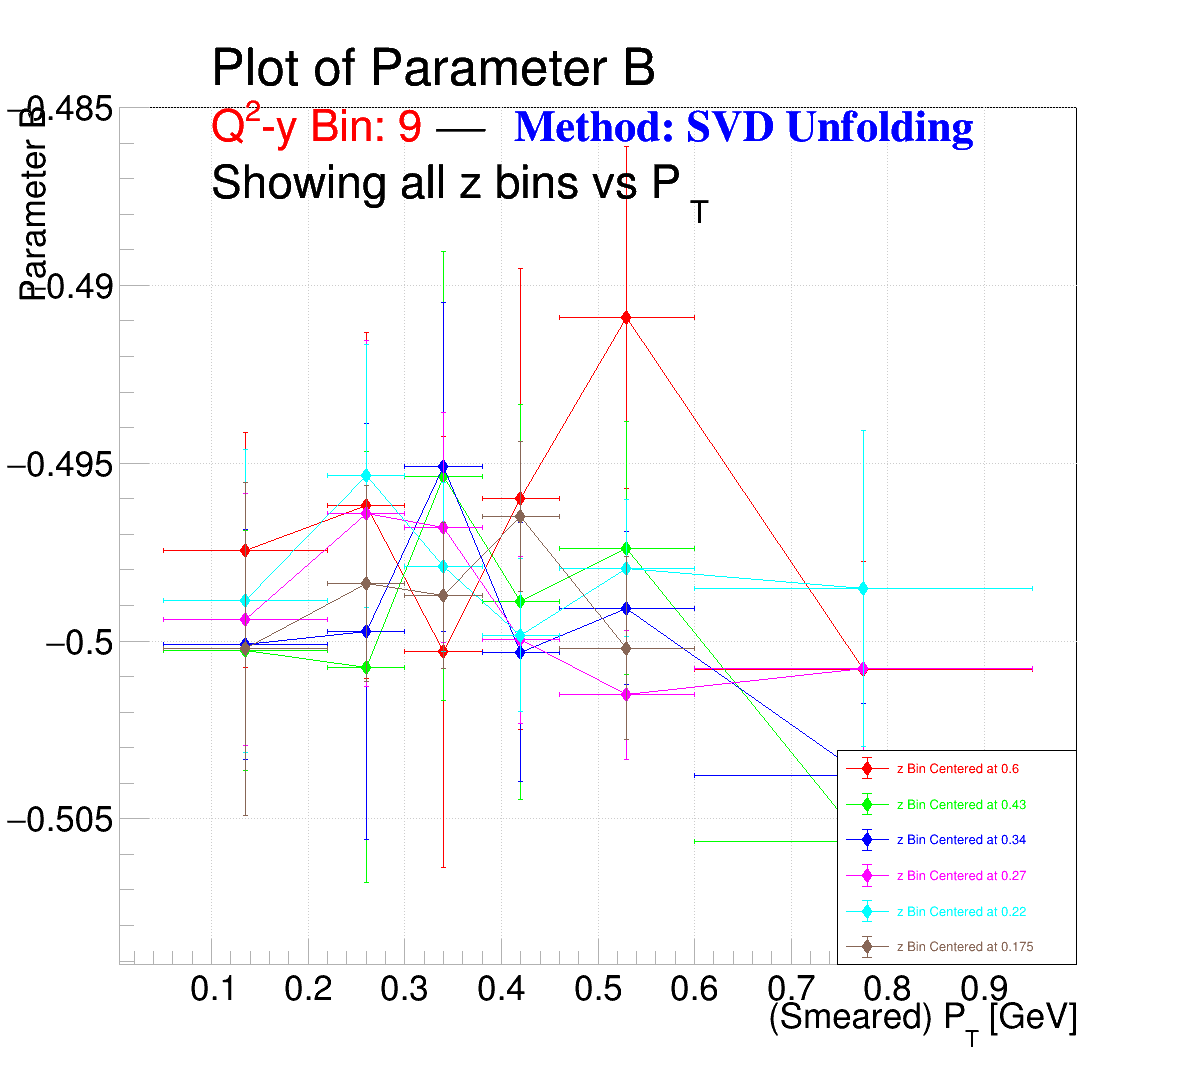 Plot of Parameter B
Q²-y Bin: 9 — Method: SVD Unfolding
Showing all z bins vs P_T
Parameter B
−0.485
−0.49
−0.495
−0.5
−0.505
z Bin Centered at 0.6
z Bin Centered at 0.43
z Bin Centered at 0.34
z Bin Centered at 0.27
z Bin Centered at 0.22
z Bin Centered at 0.175
0.1 0.2 0.3 0.4 0.5 0.6 0.7 0.8 0.9
(Smeared) P_T [GeV]